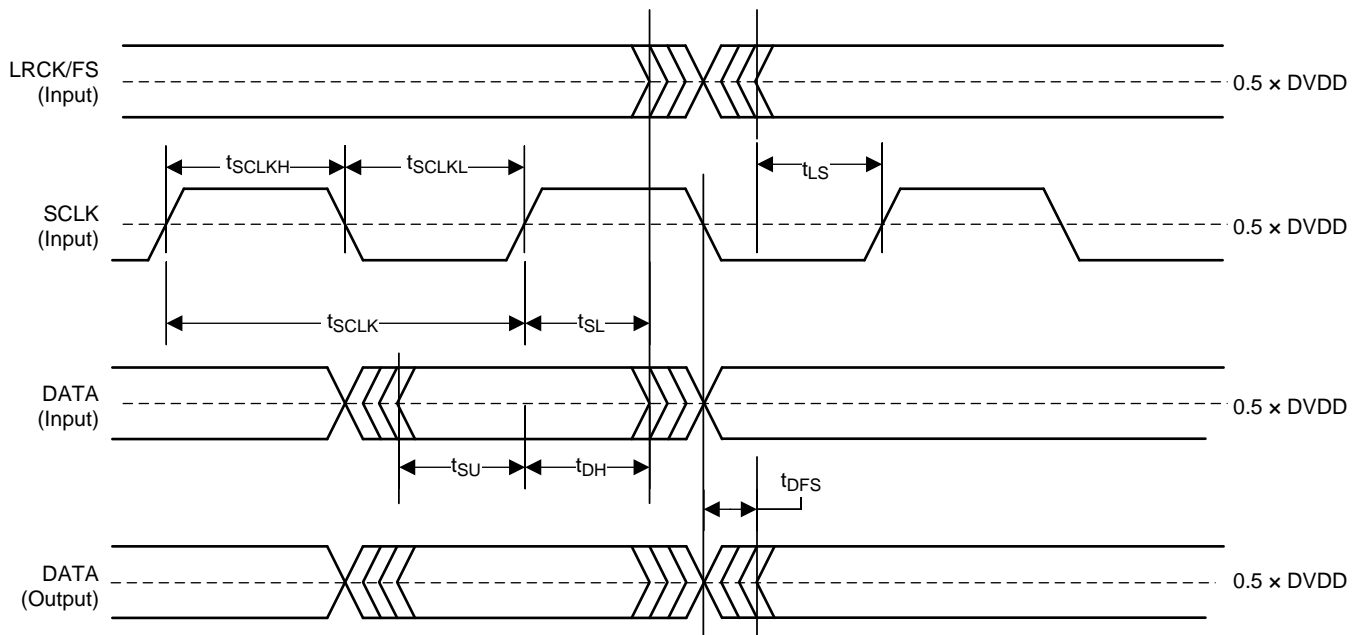 LRCK/FS
(Input)
0.5 × DVDD
tSCLKH
tSCLKL
tLS
SCLK
(Input)
0.5 × DVDD
tSCLK
tSL
DATA
(Input)
0.5 × DVDD
tSU
tDH
tDFS
DATA
(Output)
0.5 × DVDD